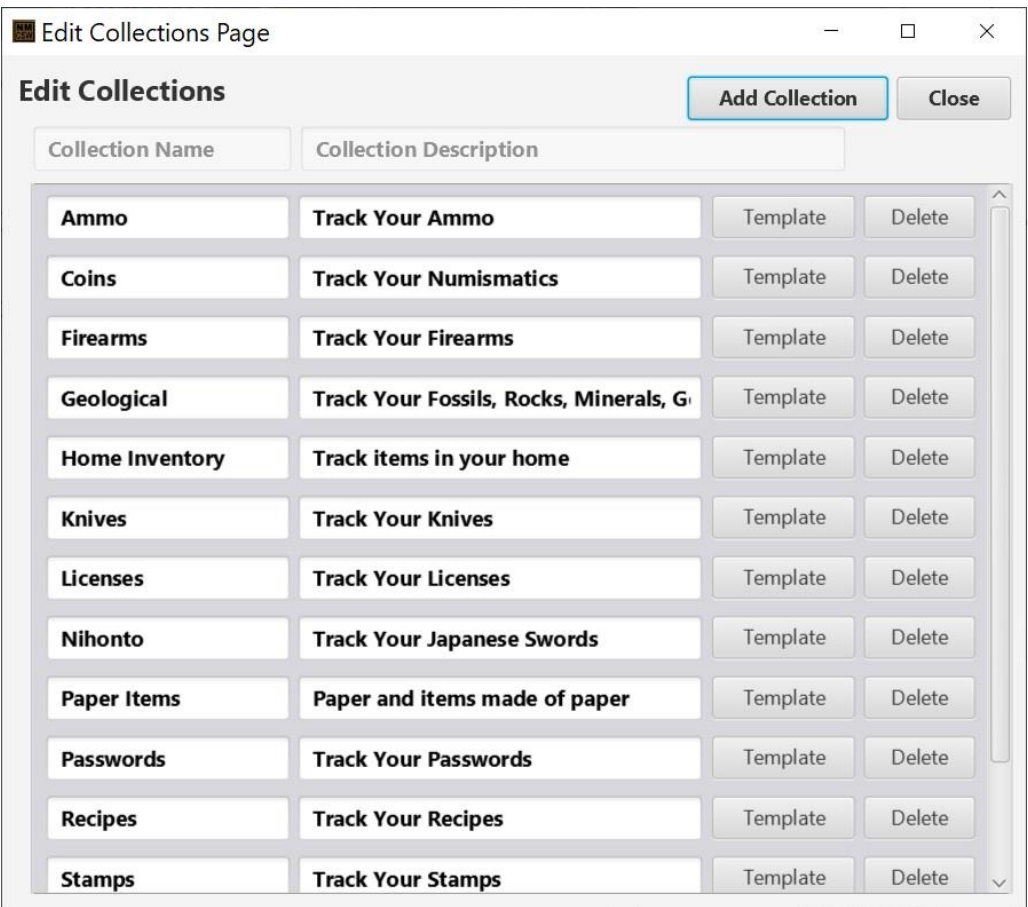 Edit Collections Page
Edit Collections Add Collection Close
Collection Name Collection Description
Ammo Track Your Ammo Template Delete
Coins Track Your Numismatics Template Delete
Firearms Track Your Firearms Template Delete
Geological Track Your Fossils, Rocks, Minerals, Template Delete
Home Inventory Track items in your home Template Delete
Knives Track Your Knives Template Delete
Licenses Track Your Licenses Template Delete
Nihonto Track Your Japanese Swords Template Delete
Paper Items Paper and items made of paper Template Delete
Passwords Track Your Passwords Template Delete
Recipes Track Your Recipes Template Delete
Stamps Track Your Stamps Template Delete